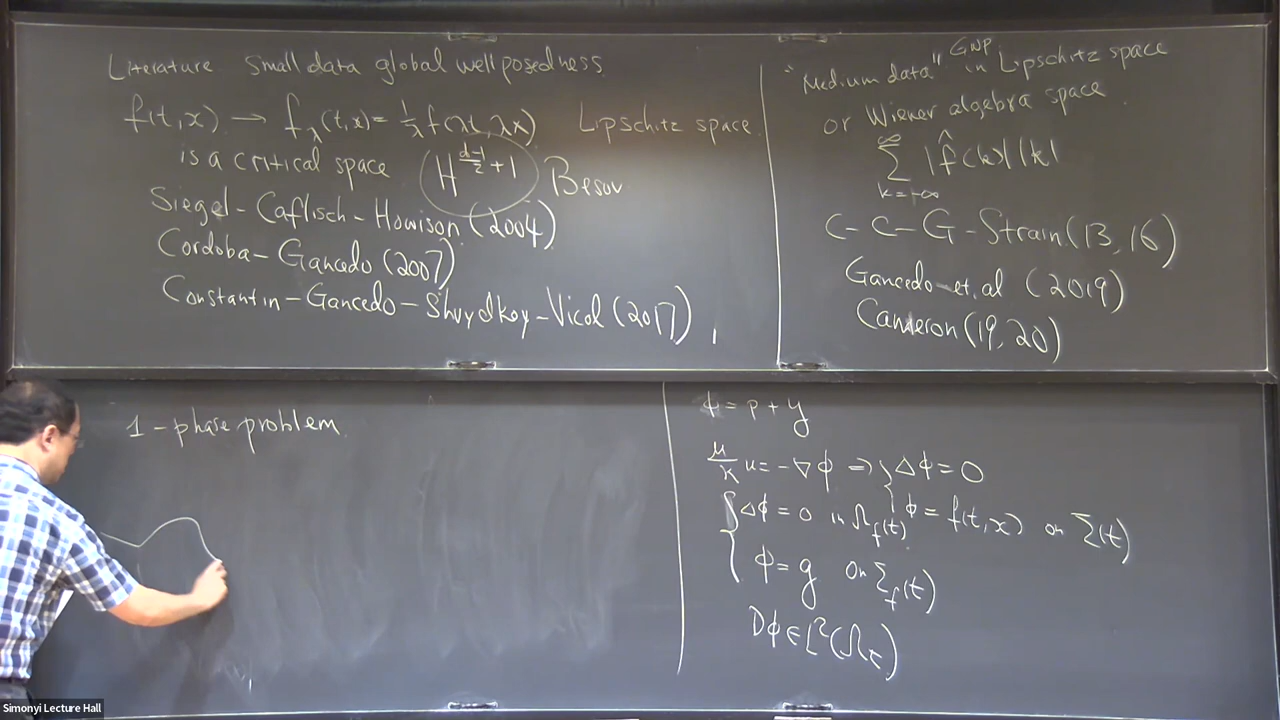 Literature small data global wellposedness
f(t,x) → f_λ(t,x) = 1/λ f(λt, λx) Lipschitz space
is a critical space H^{\frac{d-1}{2}+1} Besov
Siegel-Caflisch-Howison (2004)
Cordoba-Gancedo (2007)
Constantin-Gancedo-Shvydkoy-Vicol (2017),
"Medium data" GWP in Lipschitz space
or Wiener algebra space.
∑_{k=-∞}^{∞} |f̂(k)||k|
C-C-G-Strain (13, 16)
Gancedo et.al (2019)
Cameron (19, 20)
1-phase problem
φ = p + y
\frac{μ}{κ} u = -∇φ ⇒ { Δφ = 0
φ = f(t,x) on Σ(t)
{ Δφ = 0 in Ω_f(t)
φ = g on Σ_f(t)
Dφ ∈ L²(Ω_t)
Simonyi Lecture Hall